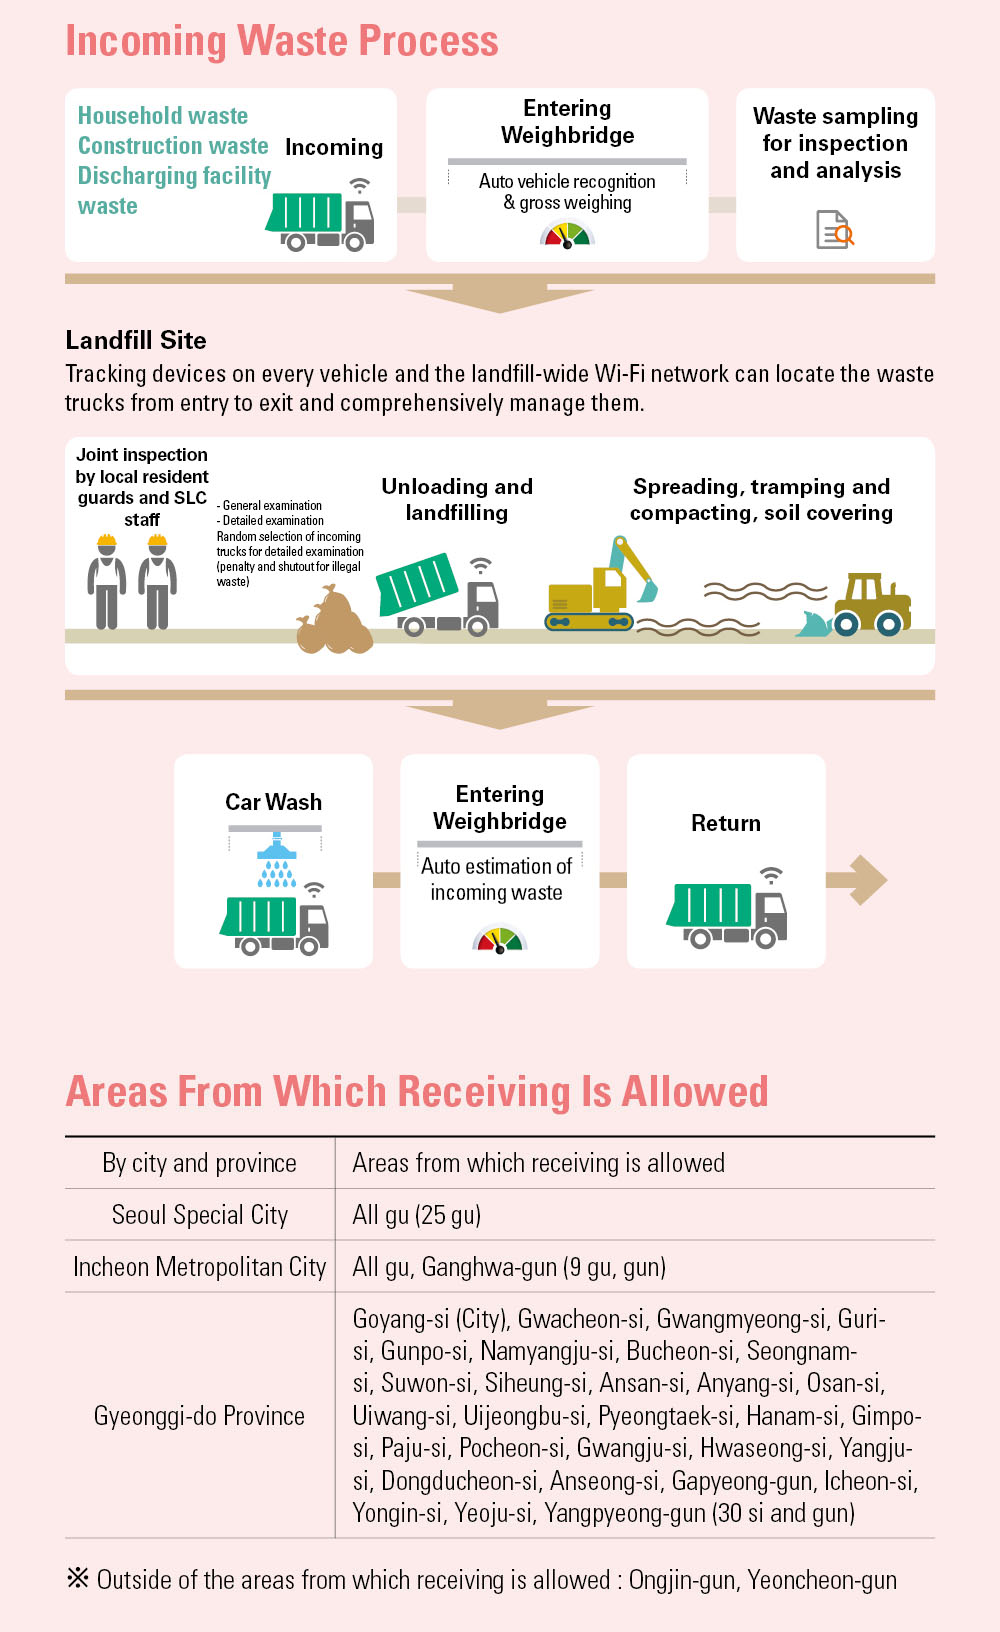 Incoming Waste Process
Household waste
Construction waste
Discharging facility
waste
Incoming
Entering
Weighbridge
Auto vehicle recognition
& gross weighing
Waste sampling
for inspection
and analysis
Landfill Site
Tracking devices on every vehicle and the landfill-wide Wi-Fi network can locate the waste
trucks from entry to exit and comprehensively manage them.
Joint inspection
by local resident
guards and SLC
staff
- General examination
- Detailed examination
Random selection of incoming
trucks for detailed examination
(penalty and shutout for illegal
waste)
Unloading and
landfilling
Spreading, tramping and
compacting, soil covering
Car Wash
Entering
Weighbridge
Auto estimation of
incoming waste
Return
Areas From Which Receiving Is Allowed
By city and province
Areas from which receiving is allowed
Seoul Special City
All gu (25 gu)
Incheon Metropolitan City
All gu, Ganghwa-gun (9 gu, gun)
Gyeonggi-do Province
Goyang-si (City), Gwacheon-si, Gwangmyeong-si, Guri-
si, Gunpo-si, Namyangju-si, Bucheon-si, Seongnam-
si, Suwon-si, Siheung-si, Ansan-si, Anyang-si, Osan-si,
Uiwang-si, Uijeongbu-si, Pyeongtaek-si, Hanam-si, Gimpo-
si, Paju-si, Pocheon-si, Gwangju-si, Hwaseong-si, Yangju-
si, Dongducheon-si, Anseong-si, Gapyeong-gun, Icheon-si,
Yongin-si, Yeoju-si, Yangpyeong-gun (30 si and gun)
※ Outside of the areas from which receiving is allowed : Ongjin-gun, Yeoncheon-gun